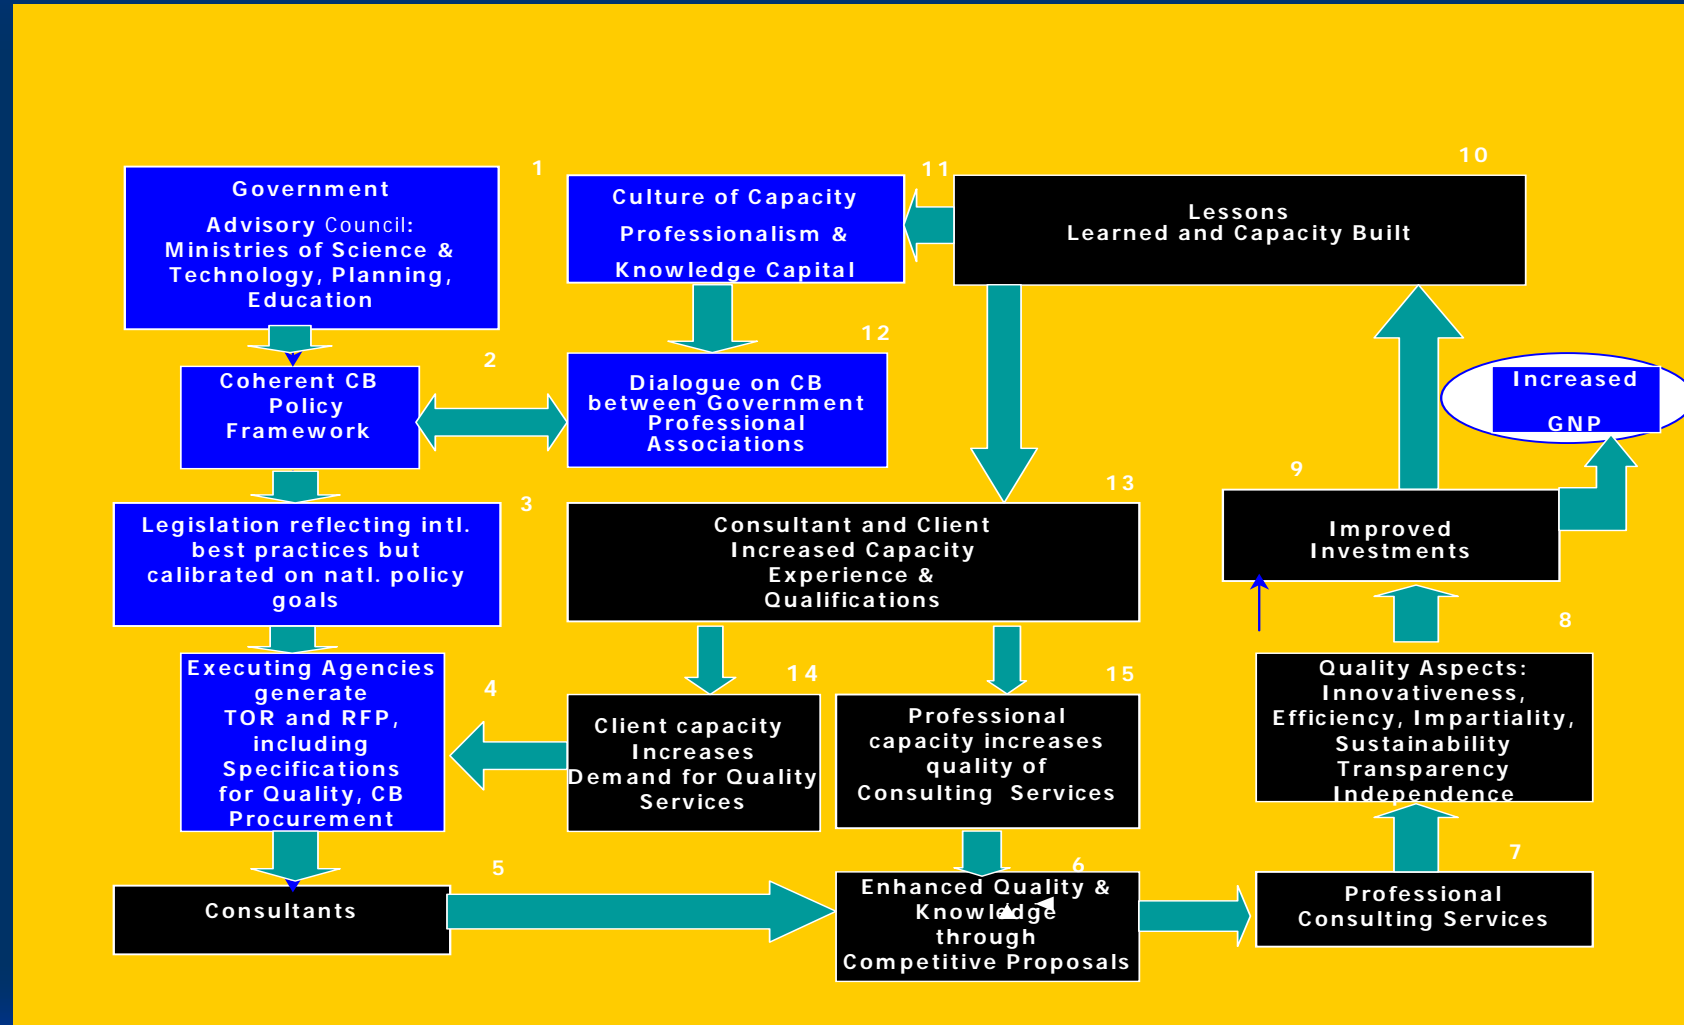 1
Government
Advisory Council:
Ministries of Science &
Technology, Planning,
Education
2
Coherent CB
Policy
Framework
3
Legislation reflecting intl.
best practices but
calibrated on natl. policy
goals
4
Executing Agencies
generate
TOR and RFP,
including
Specifications
for Quality, CB
Procurement
5
Consultants
6
Enhanced Quality &
Knowledge
through
Competitive Proposals
7
Professional
Consulting Services
8
Quality Aspects:
Innovativeness,
Efficiency, Impartiality,
Sustainability
Transparency
Independence
9
Improved
Investments
Increased
GNP
10
Lessons
Learned and Capacity Built
11
Culture of Capacity
Professionalism &
Knowledge Capital
12
Dialogue on CB
between Government
Professional
Associations
13
Consultant and Client
Increased Capacity
Experience &
Qualifications
14
Client capacity
Increases
Demand for Quality
Services
15
Professional
capacity increases
quality of
Consulting Services